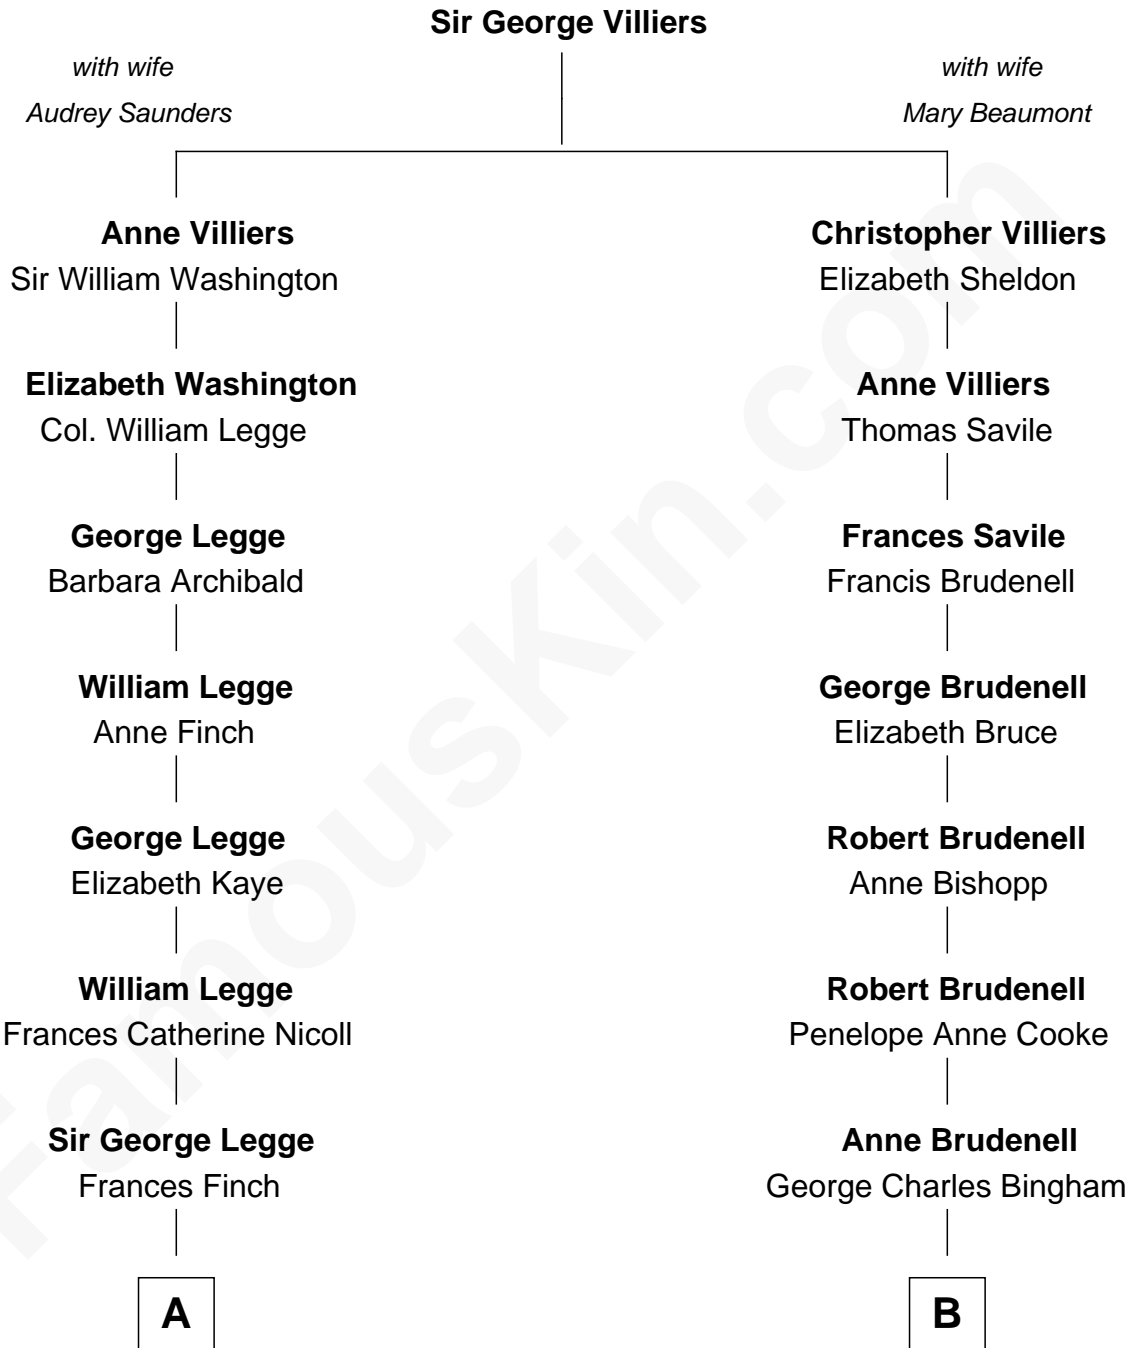 Sir George Villiers
with wife
Audrey Saunders
with wife
Mary Beaumont
Anne Villiers
Sir William Washington
Christopher Villiers
Elizabeth Sheldon
Elizabeth Washington
Col. William Legge
Anne Villiers
Thomas Savile
George Legge
Barbara Archibald
Frances Savile
Francis Brudenell
William Legge
Anne Finch
George Brudenell
Elizabeth Bruce
George Legge
Elizabeth Kaye
Robert Brudenell
Anne Bishopp
William Legge
Frances Catherine Nicoll
Robert Brudenell
Penelope Anne Cooke
Sir George Legge
Frances Finch
Anne Brudenell
George Charles Bingham
A
B
FamousKin.com